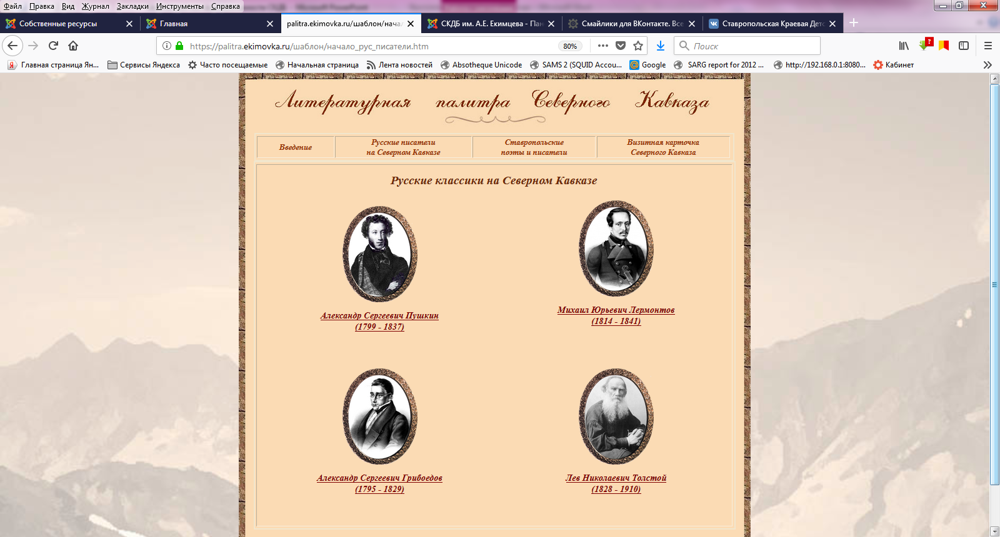 Файл Правка Вид Журнал Закладки Инструменты Справка
Собственные ресурсы
Главная
palitra.ekimovka.ru/шаблон/нача
СКДБ им. А.Е. Екимцева - Пан
Смайлики для ВКонтакте. Все
Ставропольская Краевая Детс
https://palitra.ekimovka.ru/шаблон/начало_рус_писатели.htm
80%
Поиск
Главная страница Ян...
Сервисы Яндекса
Часто посещаемые
Начальная страница
Лента новостей
Absotheque Unicode
SAMS 2 (SQUID Accou...
Google
SARG report for 2012 ...
http://192.168.0.1:8080...
Кабинет
Литературная палитра Северного Кавказа
Введение
Русские писатели
на Северном Кавказе
Ставропольские
поэты и писатели
Визитная карточка
Северного Кавказа
Русские классики на Северном Кавказе
Александр Сергеевич Пушкин
(1799 - 1837)
Михаил Юрьевич Лермонтов
(1814 - 1841)
Александр Сергеевич Грибоедов
(1795 - 1829)
Лев Николаевич Толстой
(1828 - 1910)